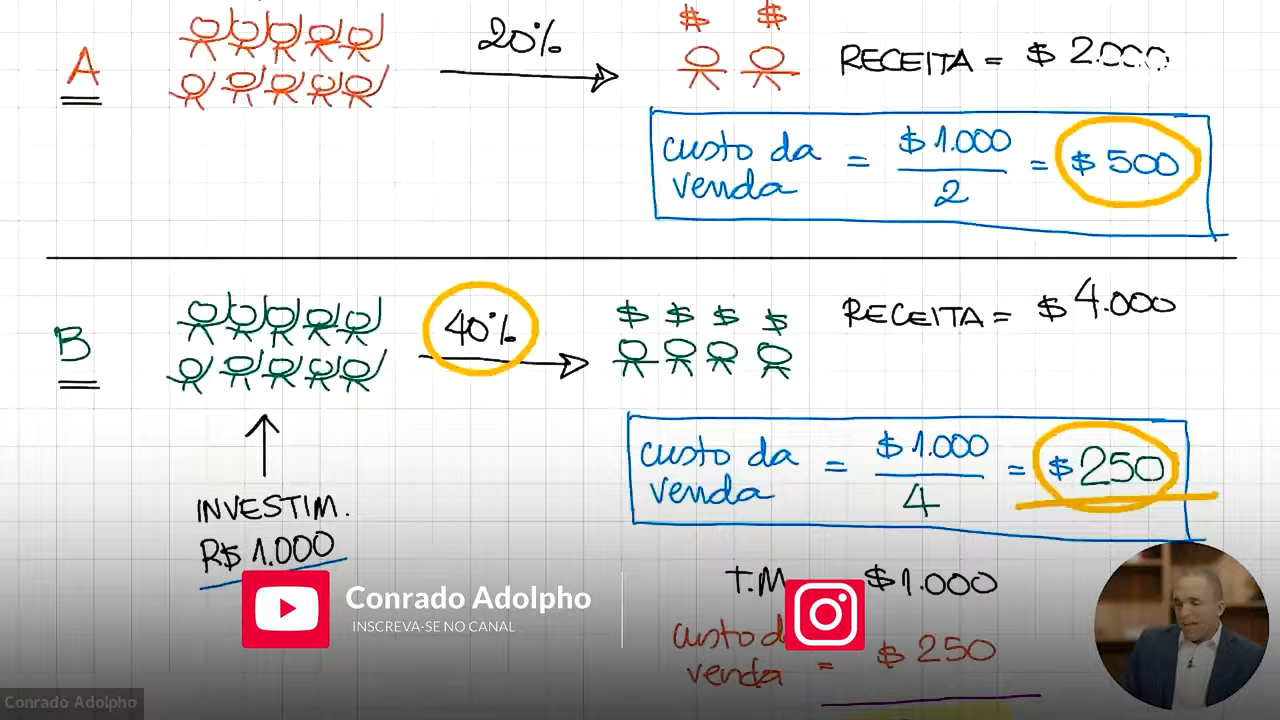 A
20%
$ $
RECEITA = $ 2.000
custo da venda = $ 1.000 / 2 = $ 500
B
40%
$ $ $ $
RECEITA = $ 4.000
custo da venda = $ 1.000 / 4 = $ 250
INVESTIM.
R$ 1.000
T.M $ 1.000
Conrado Adolpho
INSCREVA-SE NO CANAL
custo d
venda = $ 250
Conrado Adolpho